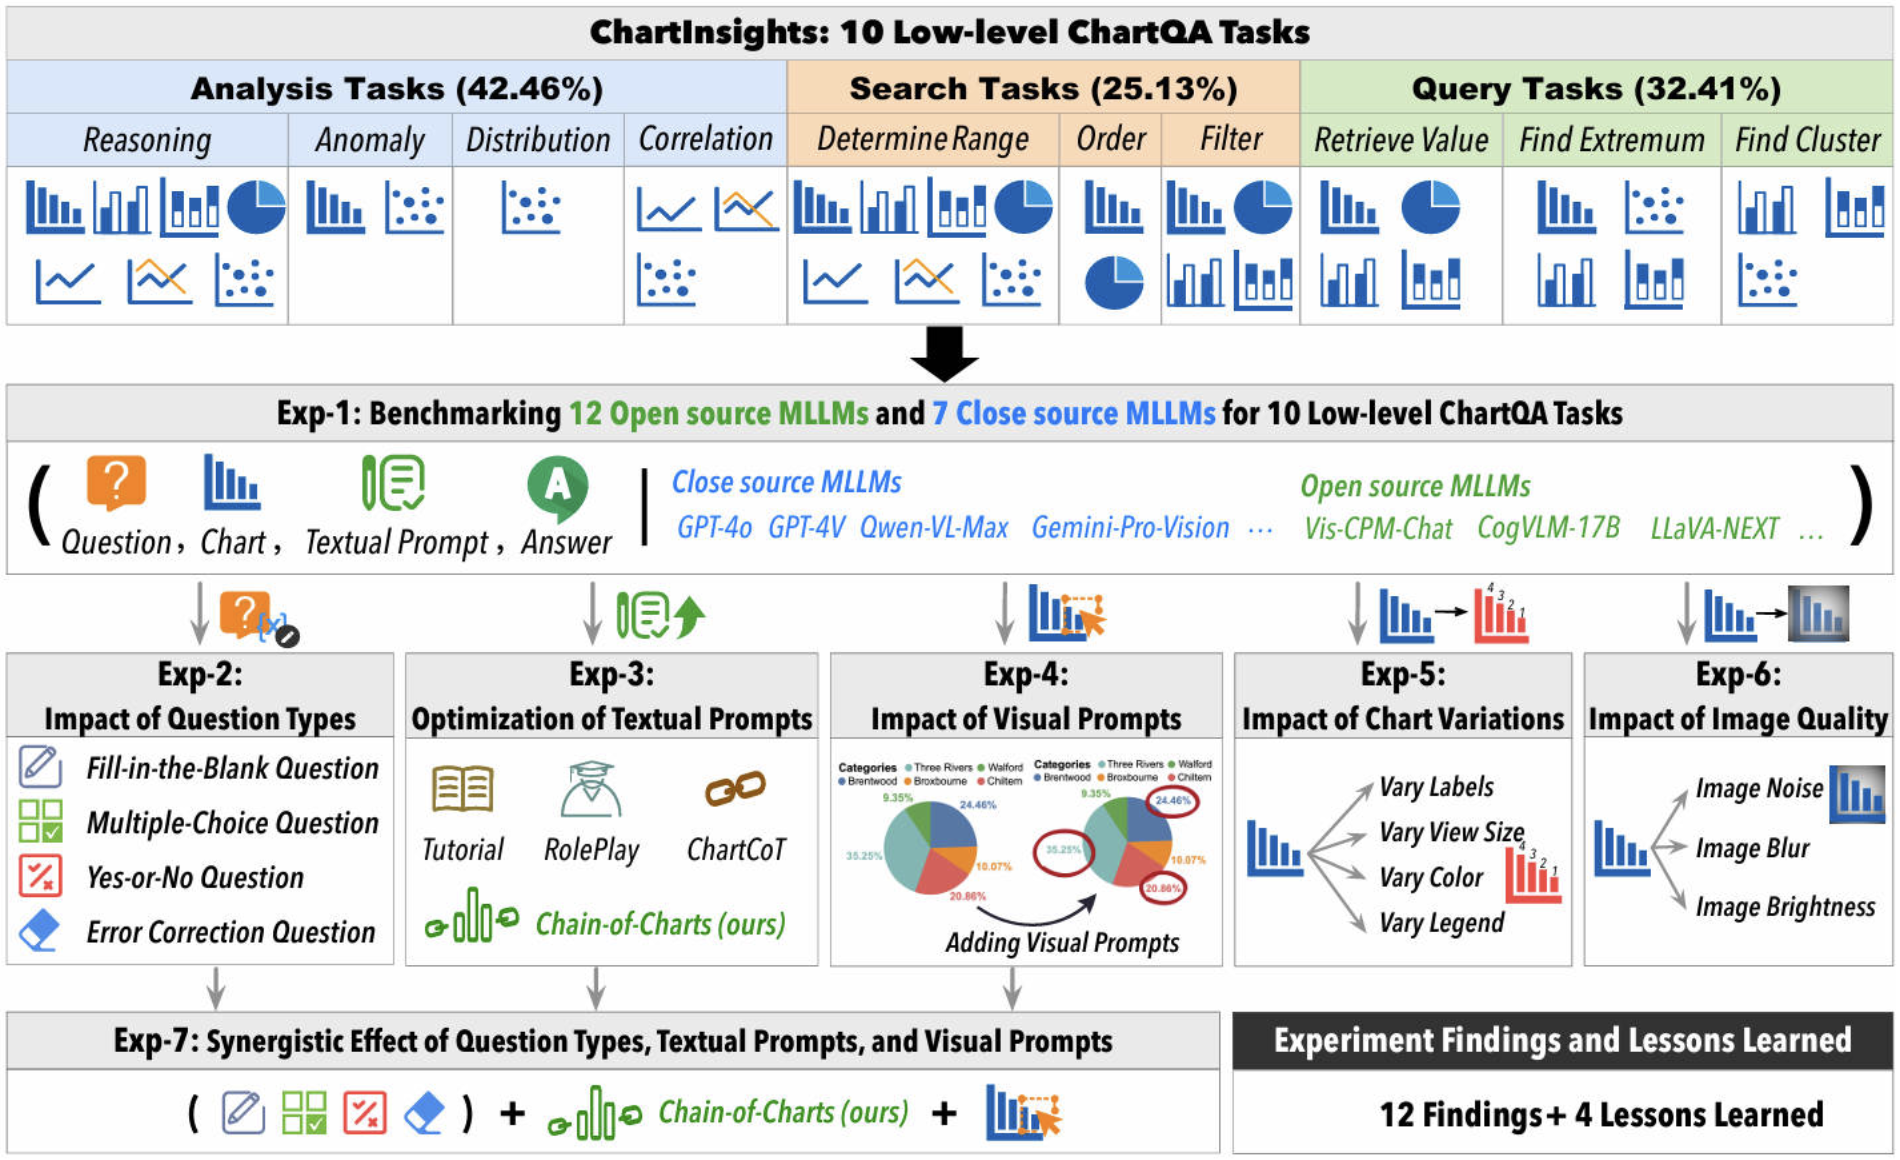 ChartInsights: 10 Low-level ChartQA Tasks
Analysis Tasks (42.46%) Search Tasks (25.13%) Query Tasks (32.41%)
Reasoning Anomaly Distribution Correlation Determine Range Order Filter Retrieve Value Find Extremum Find Cluster
Exp-1: Benchmarking 12 Open source MLLMs and 7 Close source MLLMs for 10 Low-level ChartQA Tasks
( ? A | Close source MLLMs Open source MLLMs )
Question, Chart, Textual Prompt, Answer GPT-4o GPT-4V Qwen-VL-Max Gemini-Pro-Vision ... Vis-CPM-Chat CogVLM-17B LLaVA-NEXT ...
? {x} 4 3 2 1
Exp-2:
Impact of Question Types
Fill-in-the-Blank Question
Multiple-Choice Question
Yes-or-No Question
Error Correction Question
Exp-3:
Optimization of Textual Prompts
Tutorial RolePlay ChartCoT
Chain-of-Charts (ours)
Exp-4:
Impact of Visual Prompts
Categories Three Rivers Walford
Brentwood Broxbourne Chiltern
9.35% 24.46%
35.25% 10.07%
20.86%
Categories Three Rivers Walford
Brentwood Broxbourne Chiltern
9.35% 24.46%
35.25% 10.07%
20.86%
Adding Visual Prompts
Exp-5:
Impact of Chart Variations
Vary Labels
Vary View Size
4 3 2 1
Vary Color
Vary Legend
Exp-6:
Impact of Image Quality
Image Noise
Image Blur
Image Brightness
Exp-7: Synergistic Effect of Question Types, Textual Prompts, and Visual Prompts
( ) + Chain-of-Charts (ours) +
Experiment Findings and Lessons Learned
12 Findings+ 4 Lessons Learned